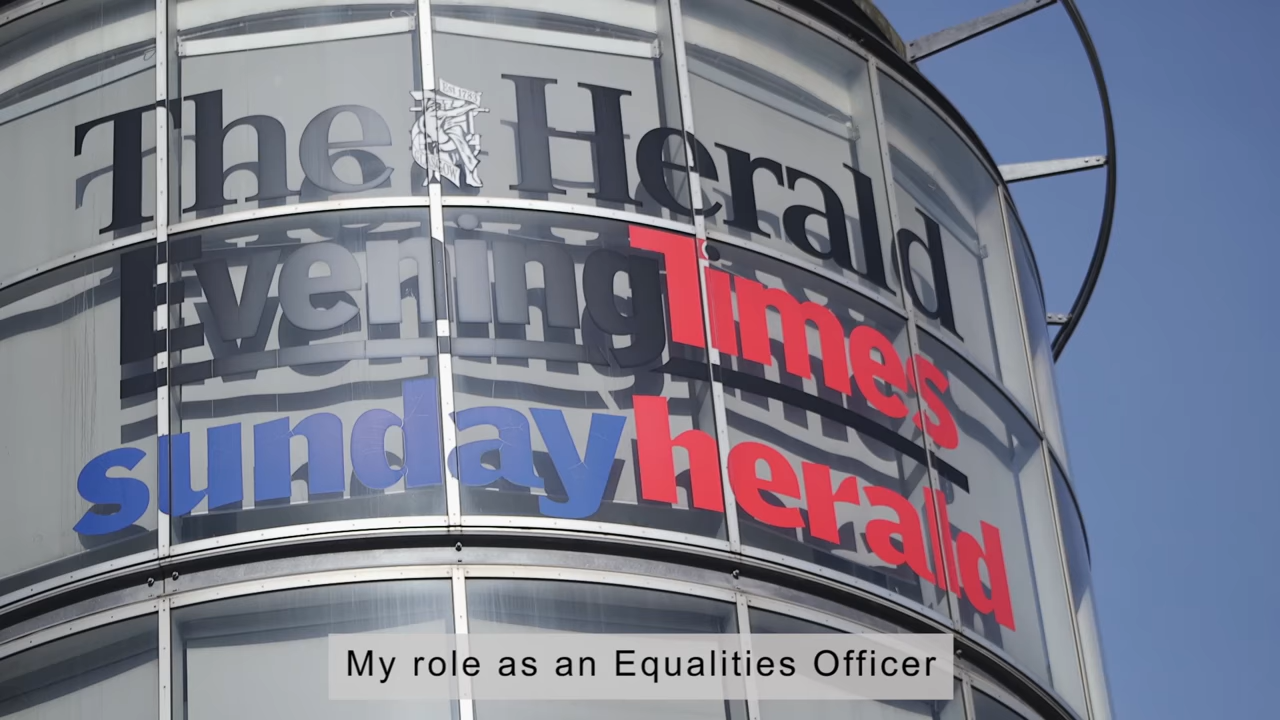 The Herald
Evening Times
sunday herald
My role as an Equalities Officer